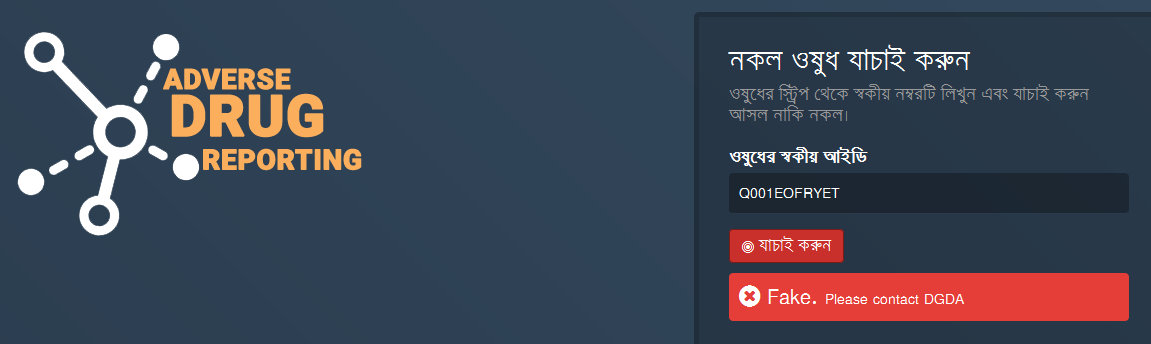 ADVERSE
DRUG
REPORTING
নকল ওষুধ যাচাই করুন
ওষুধের স্ট্রিপ থেকে স্বকীয় নম্বরটি লিখুন এবং যাচাই করুন
আসল নাকি নকল।
ওষুধের স্বকীয় আইডি
Q001EOFRYET
যাচাই করুন
Fake. Please contact DGDA